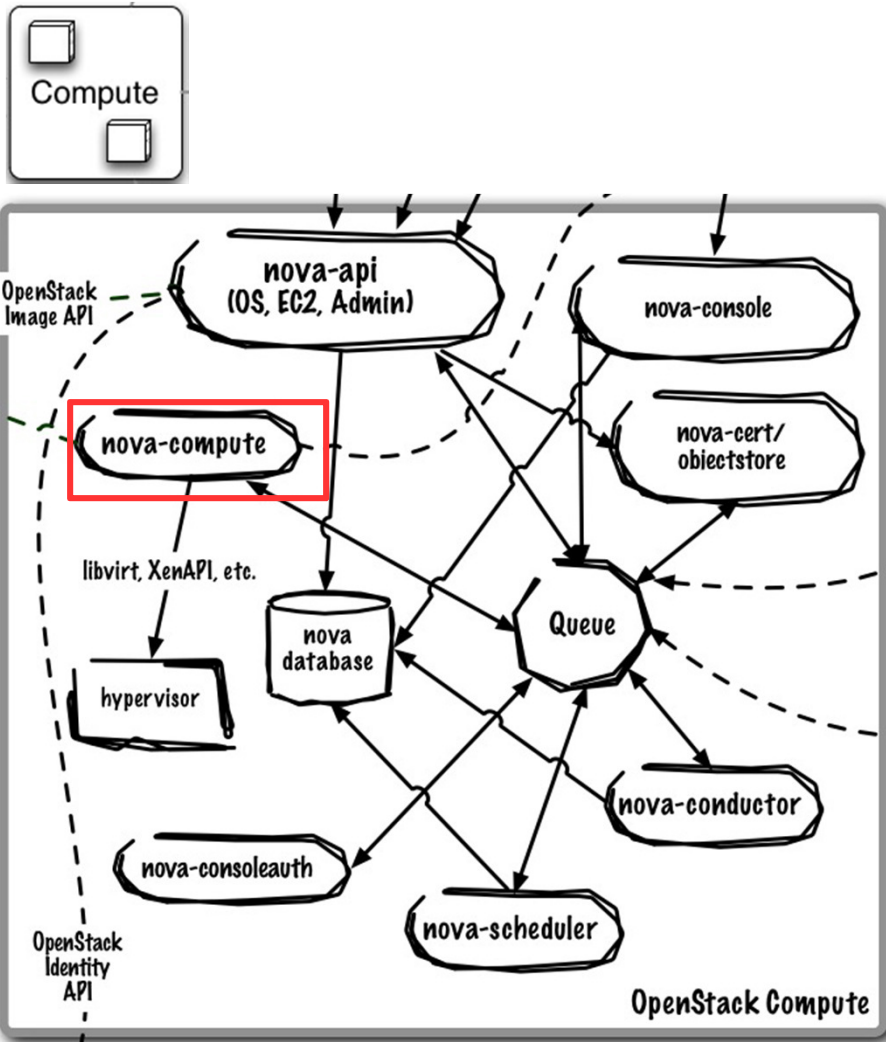 Compute
nova-api
(OS, EC2, Admin)
OpenStack
Image API
nova-console
nova-compute
nova-cert/
obiectstore
libvirt, XenAPI, etc.
nova
database
Queue
hypervisor
nova-conductor
nova-consoleauth
nova-scheduler
OpenStack
Identity
API
OpenStack Compute